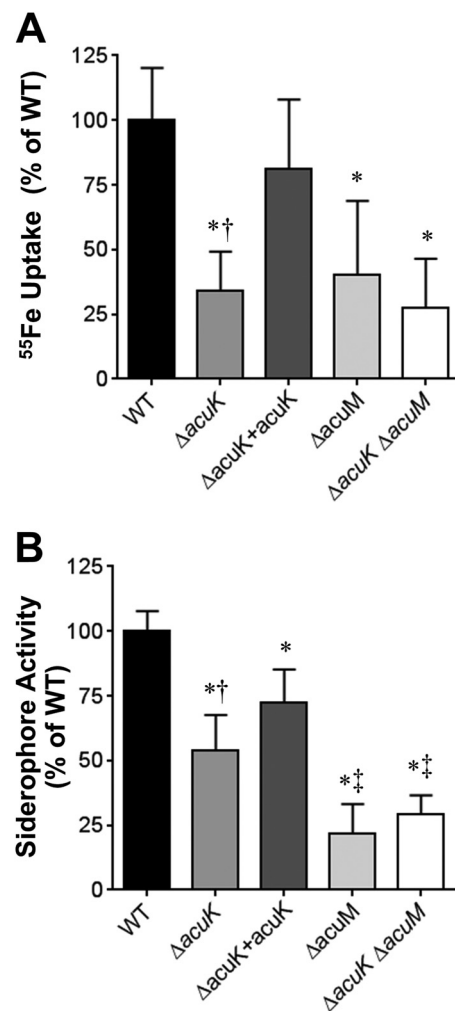 A
⁵⁵Fe Uptake (% of WT)
125
100
75
50
25
0
*†
*
*
WT
ΔacuK
ΔacuK+acuK
ΔacuM
ΔacuK ΔacuM
B
Siderophore Activity
(% of WT)
125
100
75
50
25
0
*†
*
*‡
*‡
WT
ΔacuK
ΔacuK+acuK
ΔacuM
ΔacuK ΔacuM